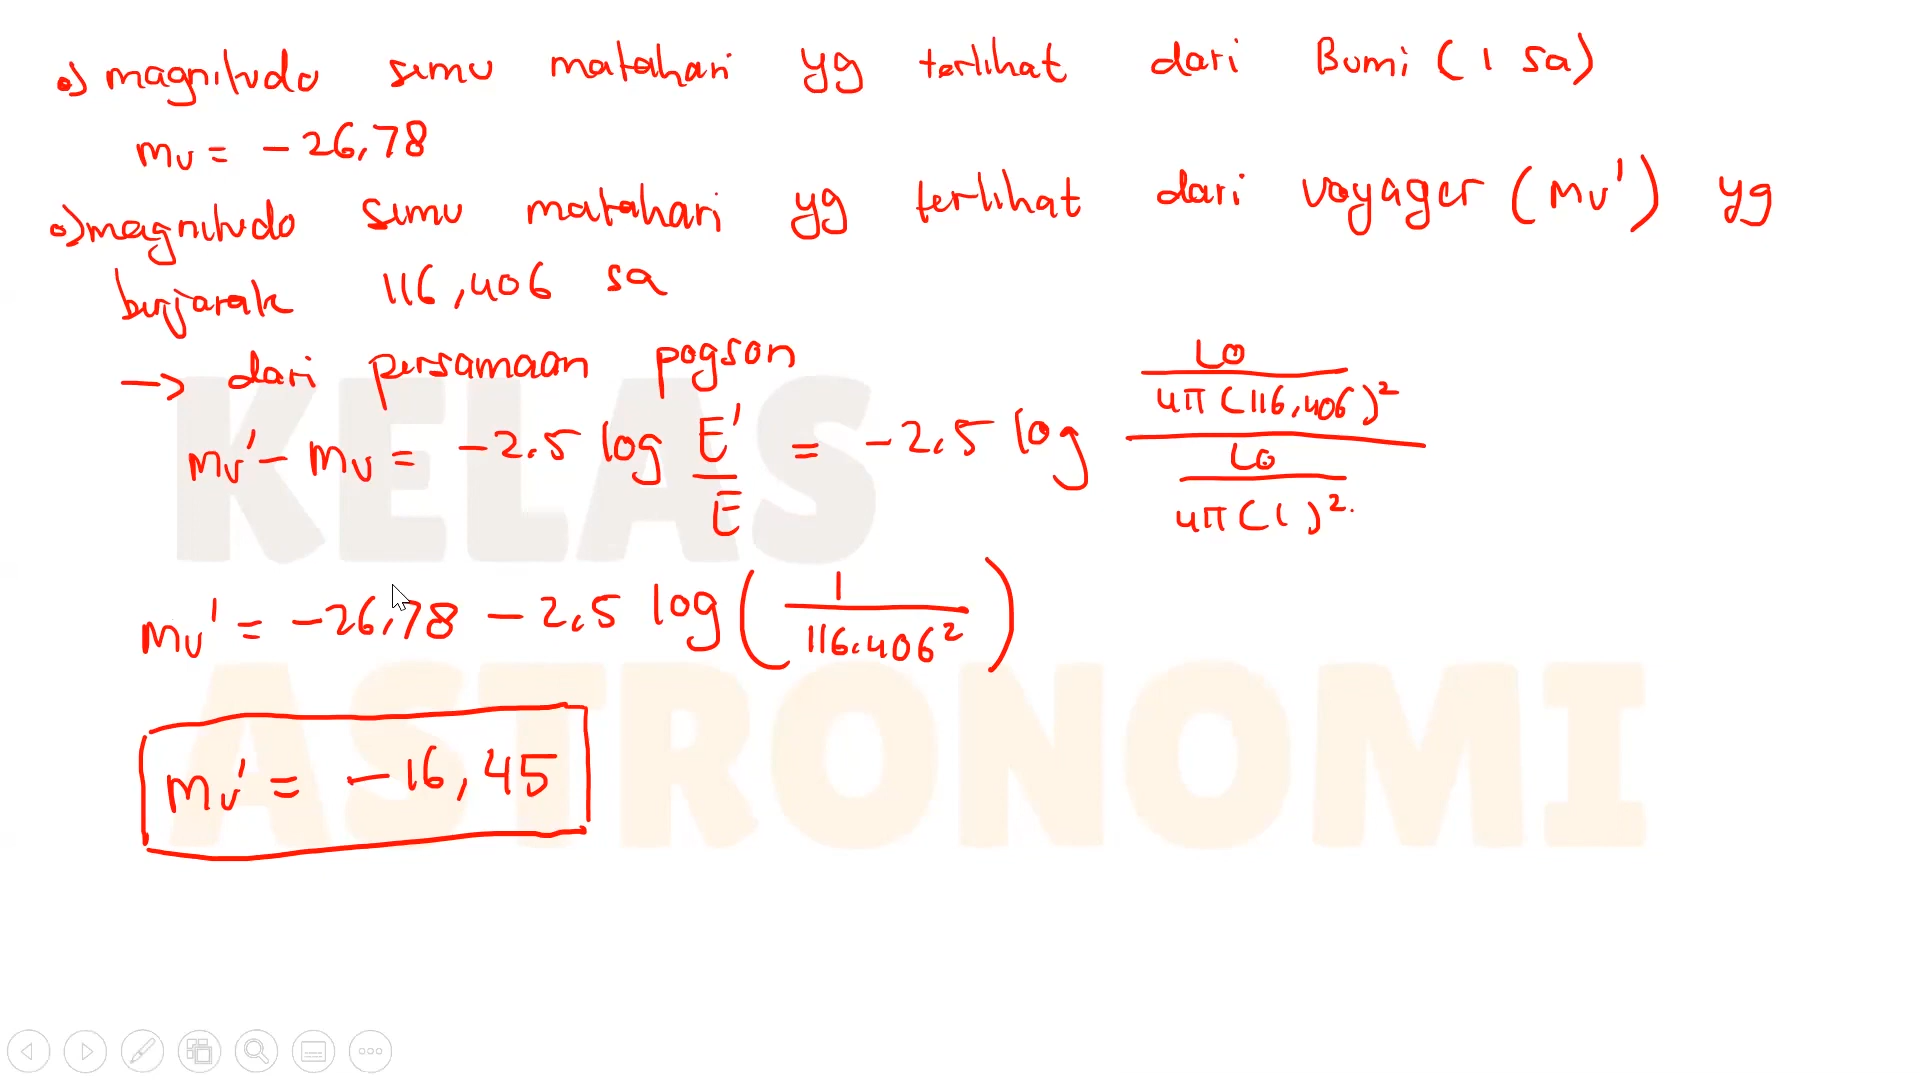 •) magnitudo semu matahari yg terlihat dari Bumi (1 sa)
mv = -26,78
•) magnitudo semu matahari yg terlihat dari voyager (mv') yg
berjarak 116,406 sa
→ dari persamaan pogson
mv' - mv = -2.5 log E'/E = -2.5 log (L⊙/4π(116,406)²)/(L⊙/4π(1)²)
mv' = -26,78 - 2.5 log (1/116.406²)
mv' = -16,45
KELAS
ASTRONOMI